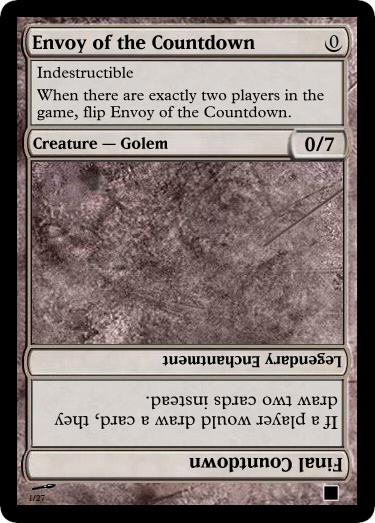 Envoy of the Countdown 0
Indestructible
When there are exactly two players in the
game, flip Envoy of the Countdown.
Creature — Golem 0/7
Final Countdown
If a player would draw a card, they
draw two cards instead.
Legendary Enchantment
1/27